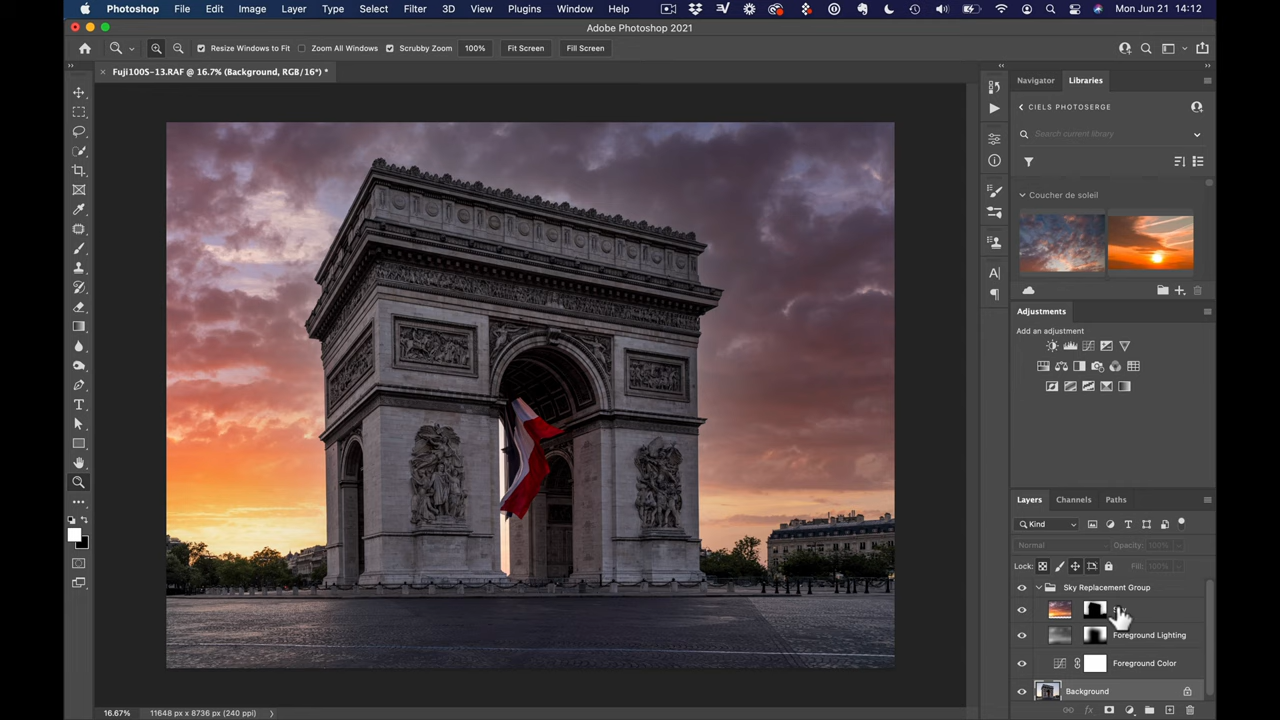 Photoshop File Edit Image Layer Type Select Filter 3D View Plugins Window Help Mon Jun 21 14:12
Adobe Photoshop 2021
Resize Windows to Fit Zoom All Windows Scrubby Zoom 100% Fit Screen Fill Screen
Fuji100S-13.RAF @ 16.7% (Background, RGB/16*) *
Navigator Libraries
CIELS PHOTOSERGE
Search current library
Coucher de soleil
Adjustments
Add an adjustment
Layers Channels Paths
Kind
Normal Opacity: 100%
Lock: Fill: 100%
Sky Replacement Group
Foreground Lighting
Foreground Color
Background
16.67% 11648 px x 8736 px (240 ppi)